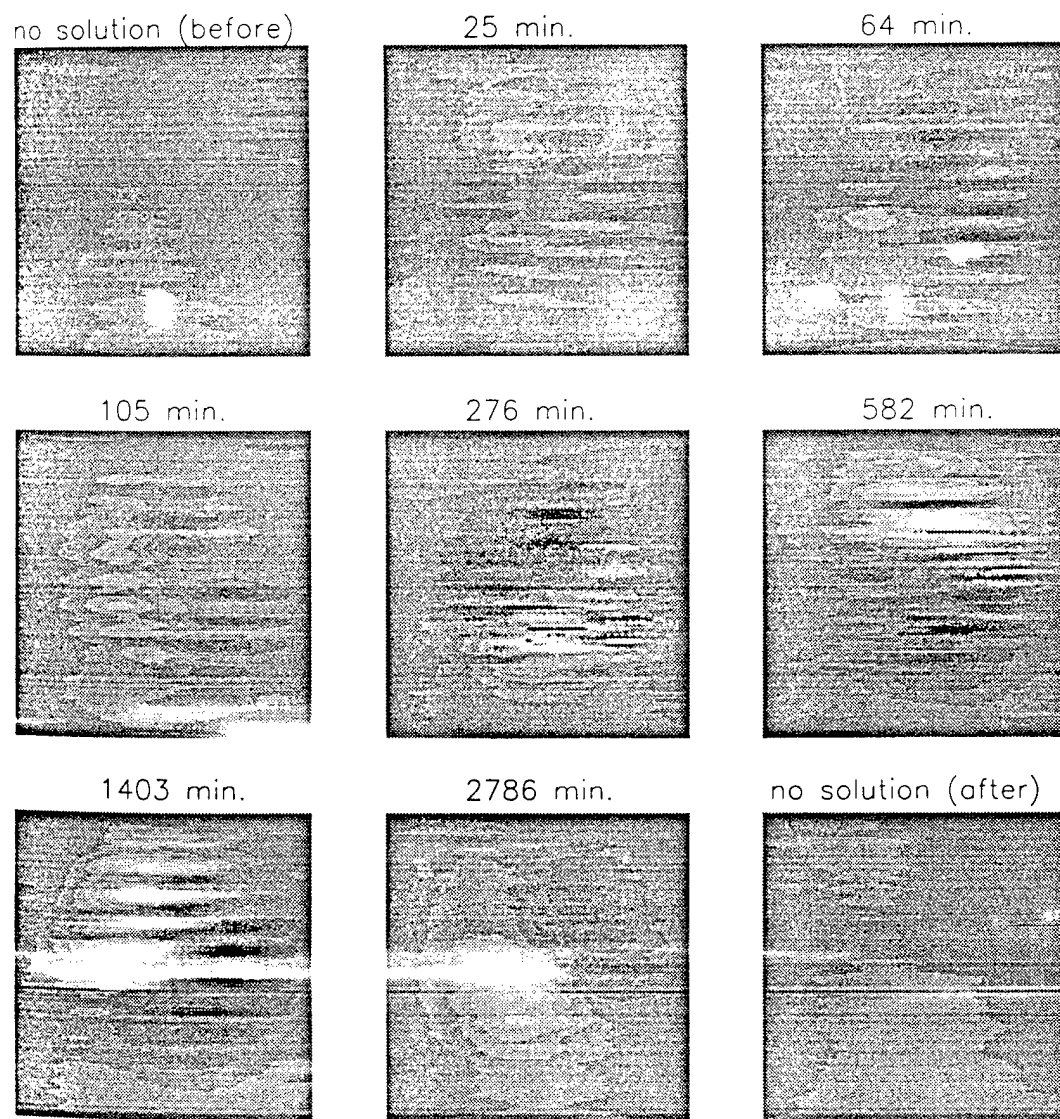 no solution (before)
25 min.
64 min.
105 min.
276 min.
582 min.
1403 min.
2786 min.
no solution (after)